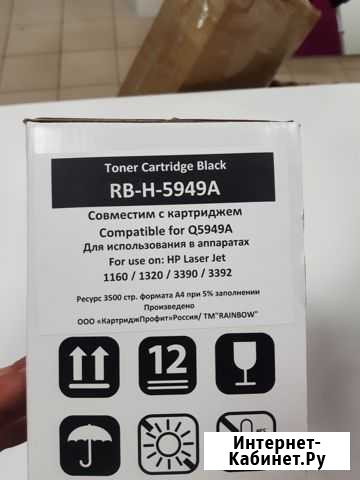 Toner Cartridge Black
RB-H-5949A
Совместим с картриджем
Compatible for Q5949A
Для использования в аппаратах
For use on: HP Laser Jet
1160 / 1320 / 3390 / 3392
Ресурс 3500 стр. формата А4 при 5% заполнении
Произведено
ООО «КартриджПрофит»Россия/ ТМ"RAINBOW"
12
Интернет-
Кабинет.Ру